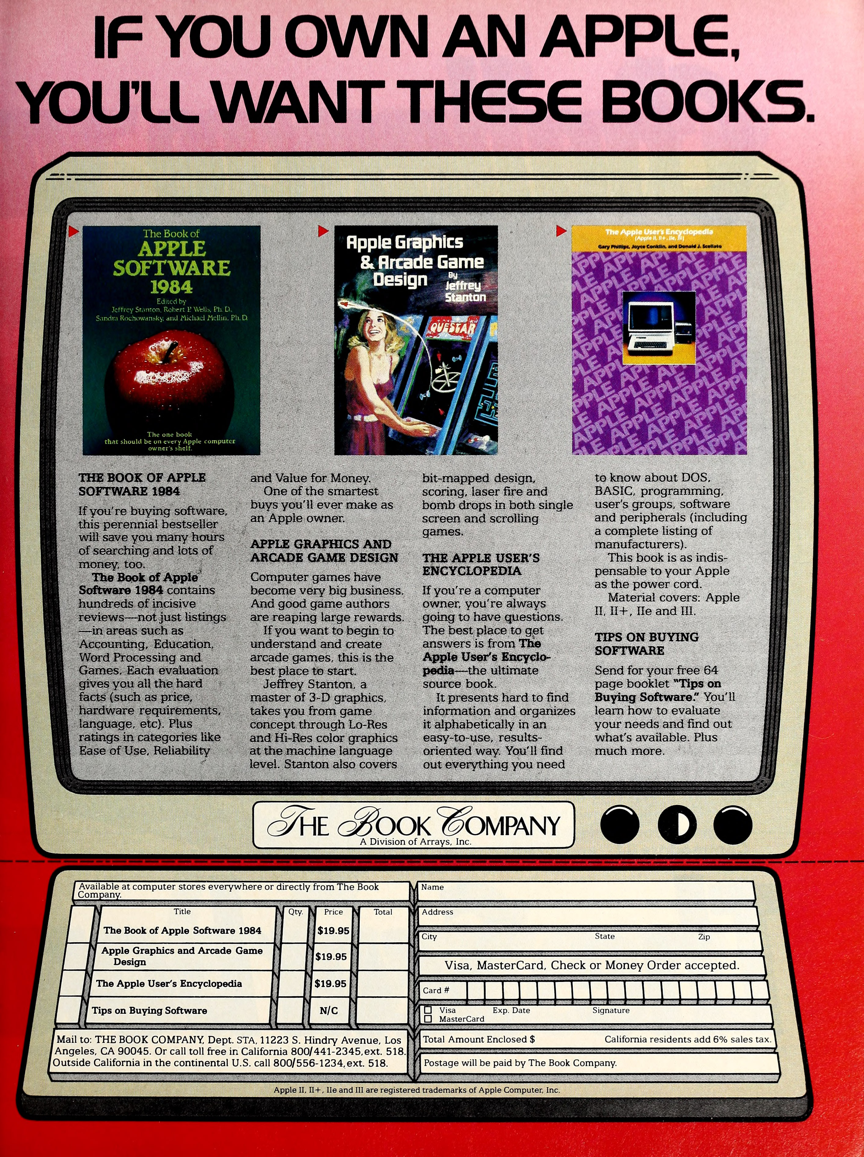 IF YOU OWN AN APPLE,
YOU'LL WANT THESE BOOKS.
The Book of
APPLE
SOFTWARE
1984
Edited by
Jeffrey Stanton, Robert P. Wells, Ph. D.,
Sandra Rochowansky, and Michael Mellin, Ph. D.
The one book
that should be on every Apple computer
owner's shelf.
Apple Graphics
& Arcade Game
Design
By
Jeffrey
Stanton
QUESTAR
The Apple User's Encyclopedia
(Apple II, II+, IIe, III)
Gary Phillips, Joyce Conklin, and Donald J. Scellato
THE BOOK OF APPLE
SOFTWARE 1984
If you're buying software,
this perennial bestseller
will save you many hours
of searching and lots of
money, too.
The Book of Apple
Software 1984 contains
hundreds of incisive
reviews—not just listings
—in areas such as
Accounting, Education,
Word Processing and
Games. Each evaluation
gives you all the hard
facts (such as price,
hardware requirements,
language, etc). Plus
ratings in categories like
Ease of Use, Reliability
and Value for Money.
One of the smartest
buys you'll ever make as
an Apple owner.
APPLE GRAPHICS AND
ARCADE GAME DESIGN
Computer games have
become very big business.
And good game authors
are reaping large rewards.
If you want to begin to
understand and create
arcade games, this is the
best place to start.
Jeffrey Stanton, a
master of 3-D graphics,
takes you from game
concept through Lo-Res
and Hi-Res color graphics
at the machine language
level. Stanton also covers
bit-mapped design,
scoring, laser fire and
bomb drops in both single
screen and scrolling
games.
THE APPLE USER'S
ENCYCLOPEDIA
If you're a computer
owner, you're always
going to have questions.
The best place to get
answers is from The
Apple User's Encyclo-
pedia—the ultimate
source book.
It presents hard to find
information and organizes
it alphabetically in an
easy-to-use, results-
oriented way. You'll find
out everything you need
to know about DOS,
BASIC, programming,
user's groups, software
and peripherals (including
a complete listing of
manufacturers).
This book is as indis-
pensable to your Apple
as the power cord.
Material covers: Apple
II, II+, IIe and III.
TIPS ON BUYING
SOFTWARE
Send for your free 64
page booklet "Tips on
Buying Software." You'll
learn how to evaluate
your needs and find out
what's available. Plus
much more.
THE BOOK COMPANY
A Division of Arrays, Inc.
Available at computer stores everywhere or directly from The Book
Company.
Title Qty. Price Total
The Book of Apple Software 1984 $19.95
Apple Graphics and Arcade Game
Design $19.95
The Apple User's Encyclopedia $19.95
Tips on Buying Software N/C
Mail to: THE BOOK COMPANY, Dept. STA, 11223 S. Hindry Avenue, Los
Angeles, CA 90045. Or call toll free in California 800/441-2345, ext. 518.
Outside California in the continental U.S. call 800/556-1234, ext. 518.
Name
Address
City State Zip
Visa, MasterCard, Check or Money Order accepted.
Card #
Visa Exp. Date Signature
MasterCard
Total Amount Enclosed $ California residents add 6% sales tax.
Postage will be paid by The Book Company.
Apple II, II+, IIe and III are registered trademarks of Apple Computer, Inc.